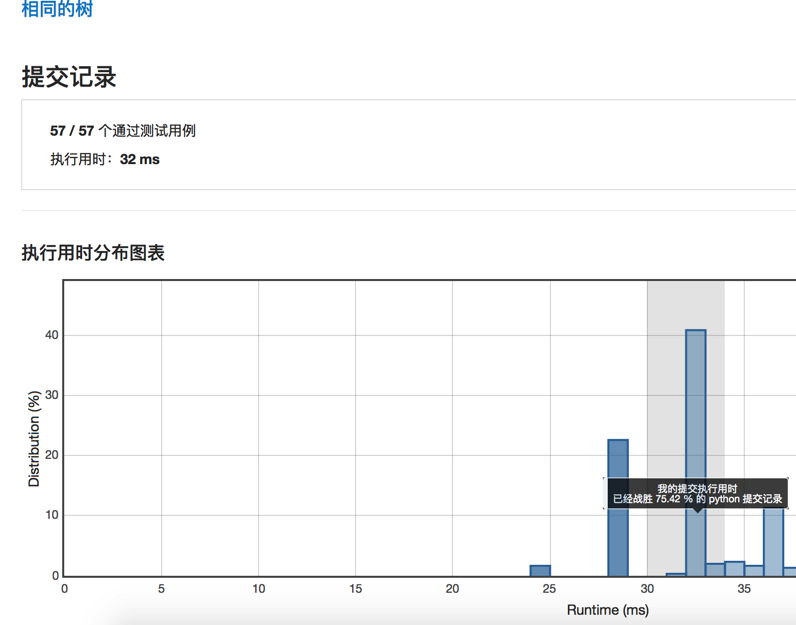 相同的树
提交记录
57 / 57 个通过测试用例
执行用时：32 ms
执行用时分布图表
Distribution (%)
40
30
20
10
0
我的提交执行用时
已经战胜 75.42 % 的 python 提交记录
0 5 10 15 20 25 30 35
Runtime (ms)